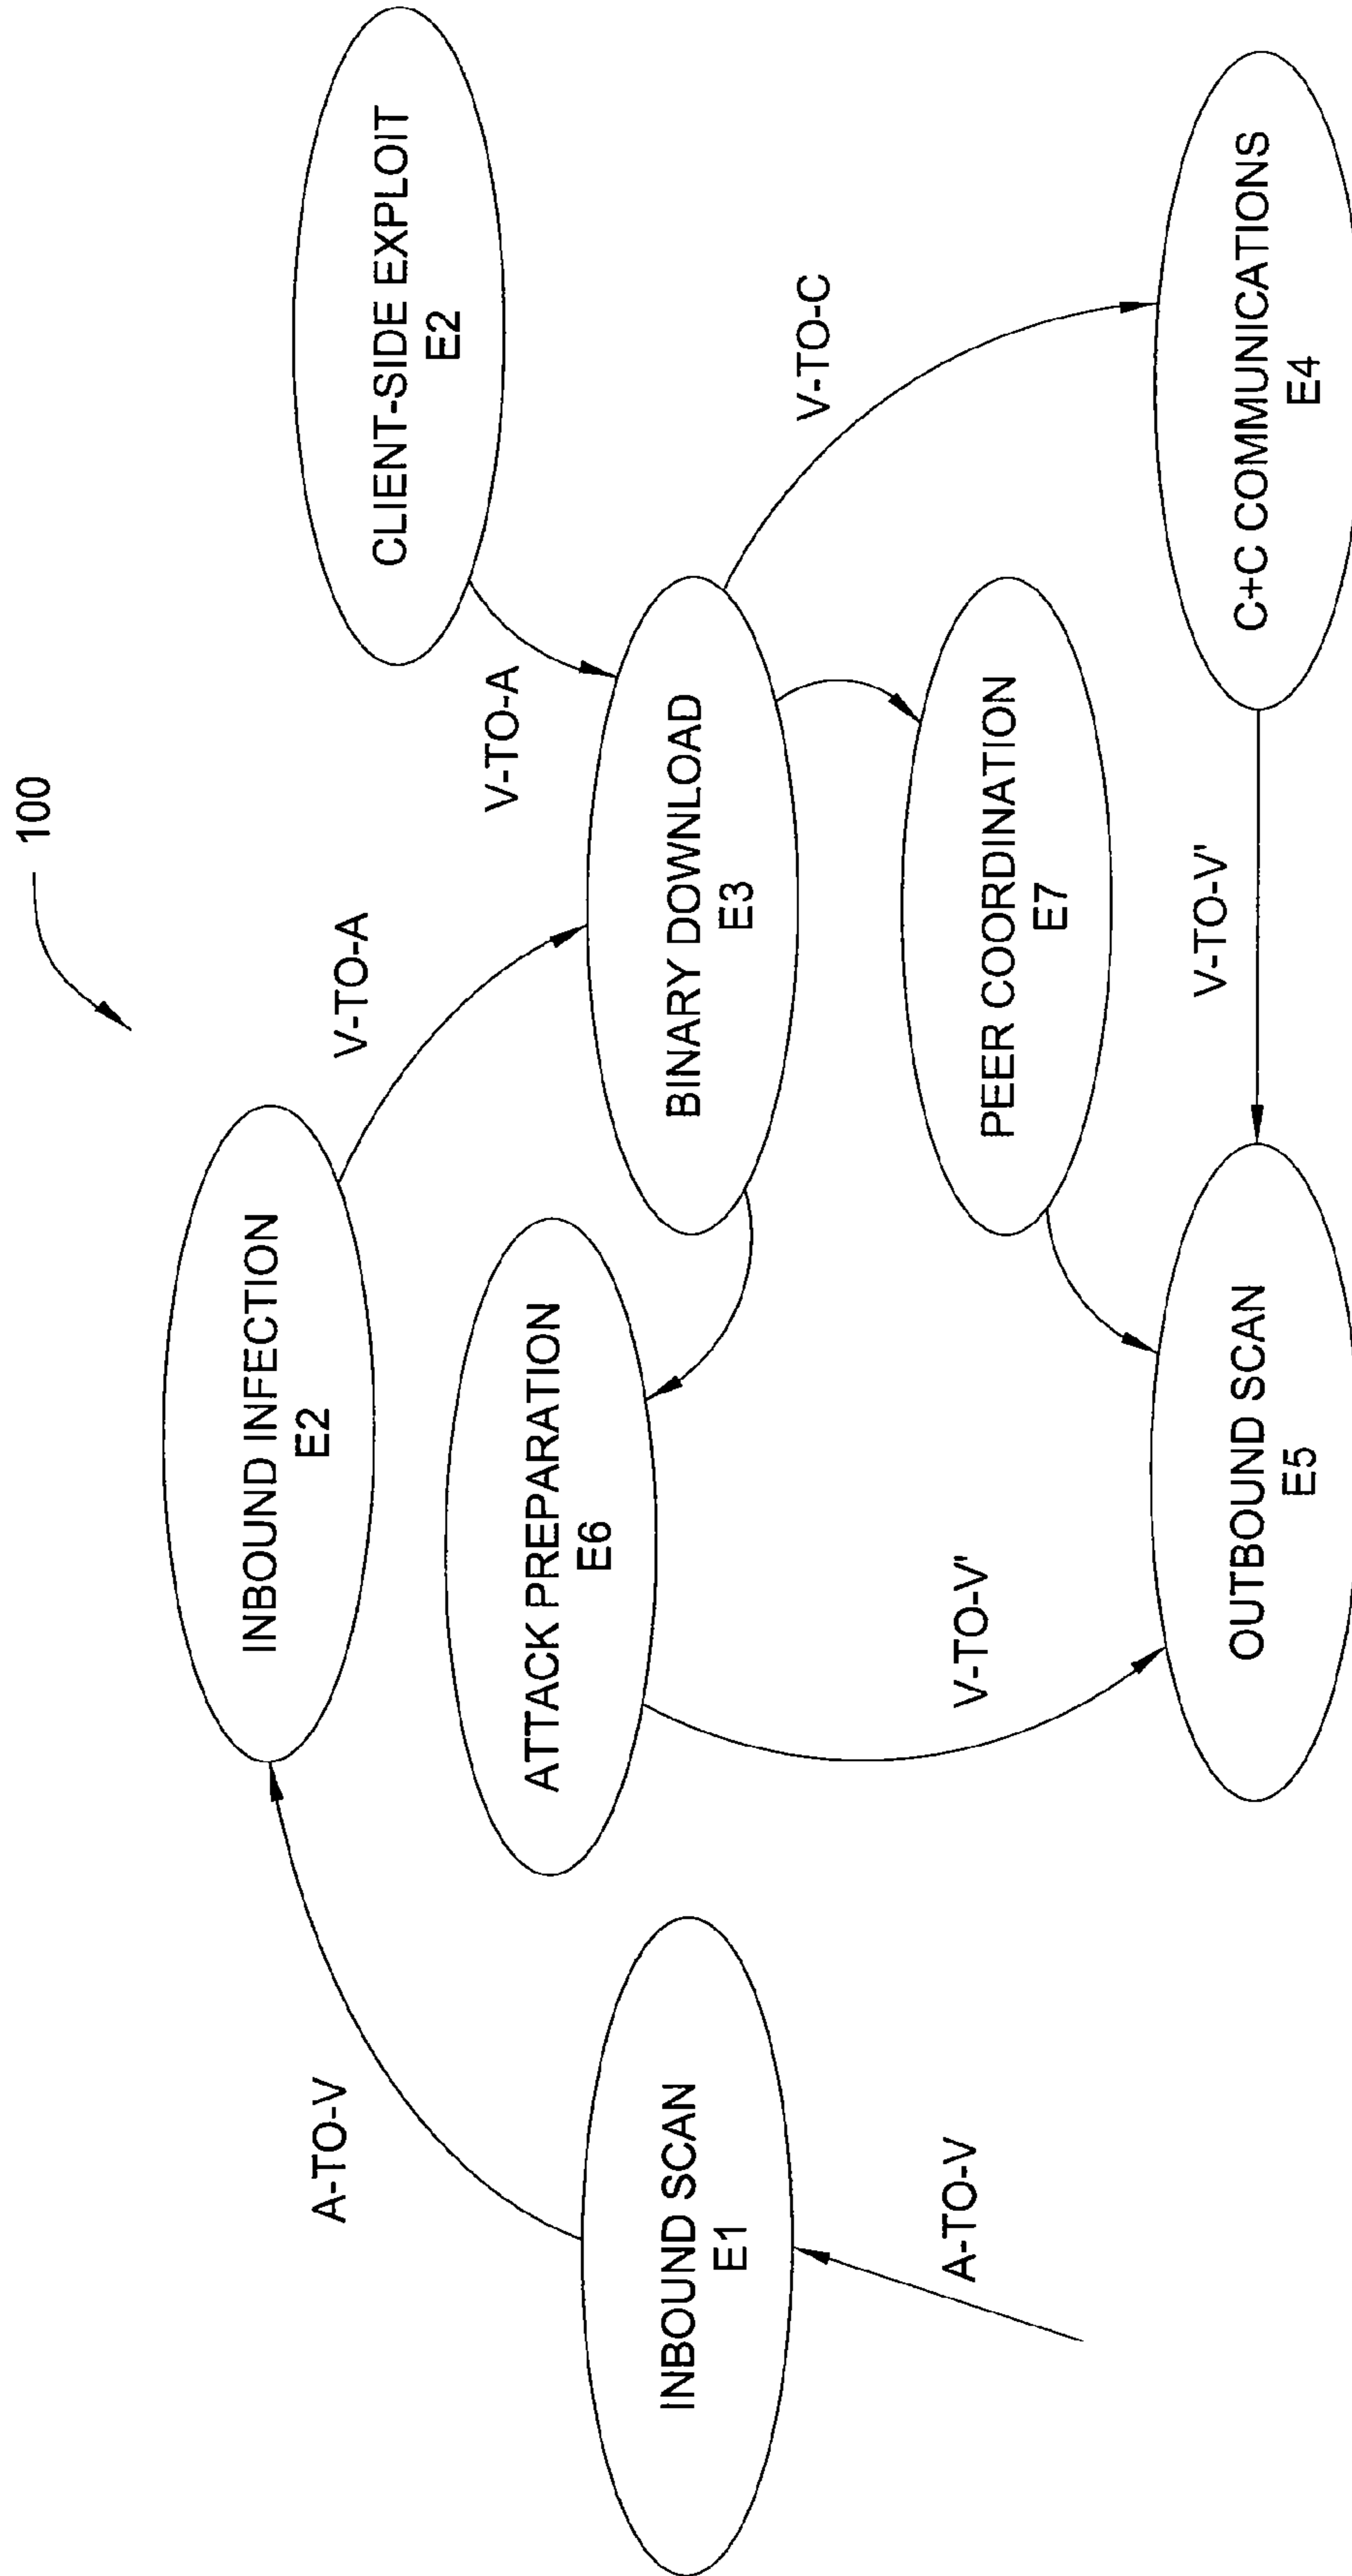 100
INBOUND INFECTION
E2
CLIENT-SIDE EXPLOIT
E2
A-TO-V
V-TO-A
V-TO-A
ATTACK PREPARATION
E6
INBOUND SCAN
E1
BINARY DOWNLOAD
E3
V-TO-C
A-TO-V
V-TO-V'
PEER COORDINATION
E7
V-TO-V'
OUTBOUND SCAN
E5
C+C COMMUNICATIONS
E4